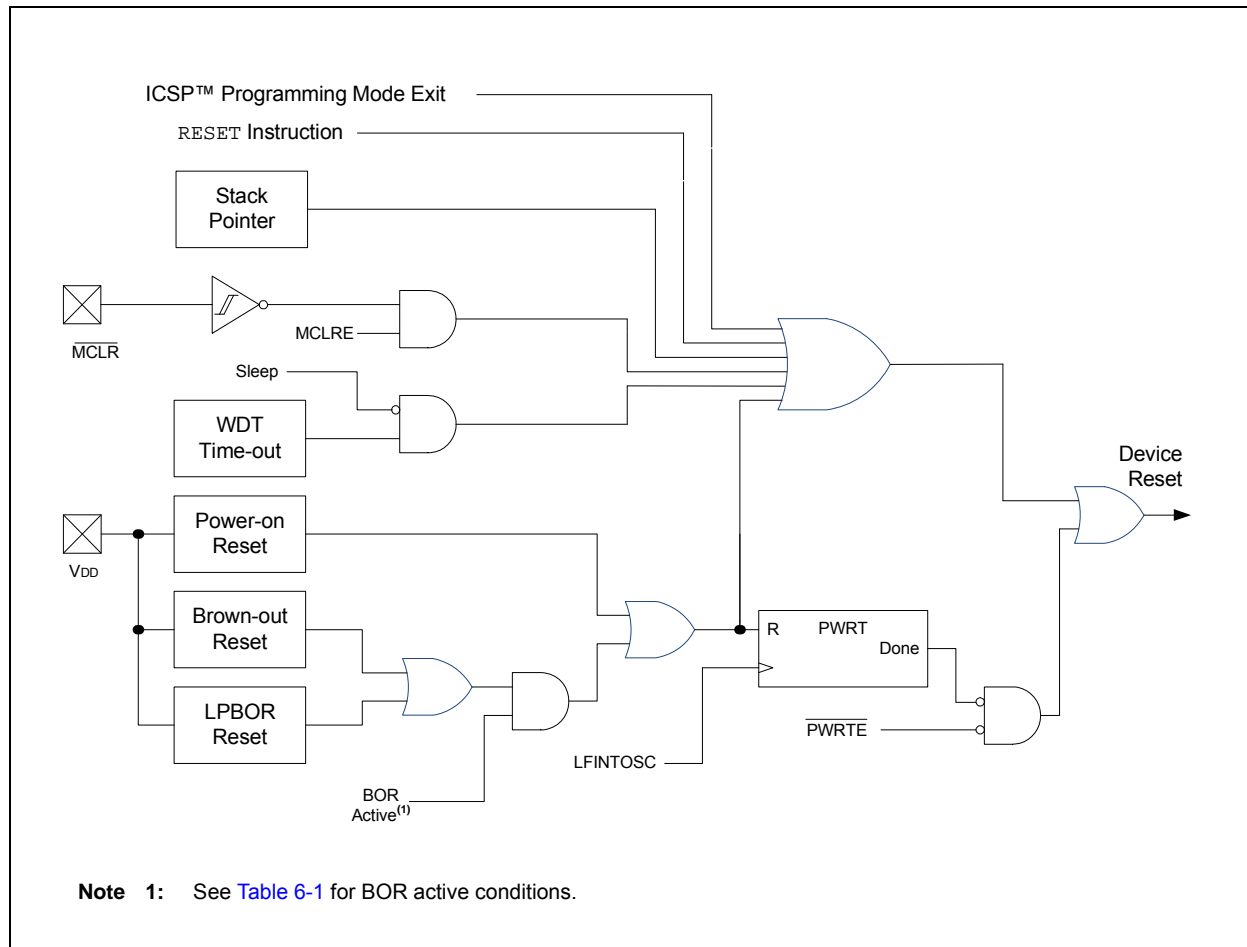 ICSP™ Programming Mode Exit
RESET Instruction
Stack
Pointer
MCLR
MCLRE
Sleep
WDT
Time-out
Device
Reset
VDD
Power-on
Reset
Brown-out
Reset
R PWRT
Done
LPBOR
Reset
PWRTE
LFINTOSC
BOR
Active(1)
Note 1: See Table 6-1 for BOR active conditions.